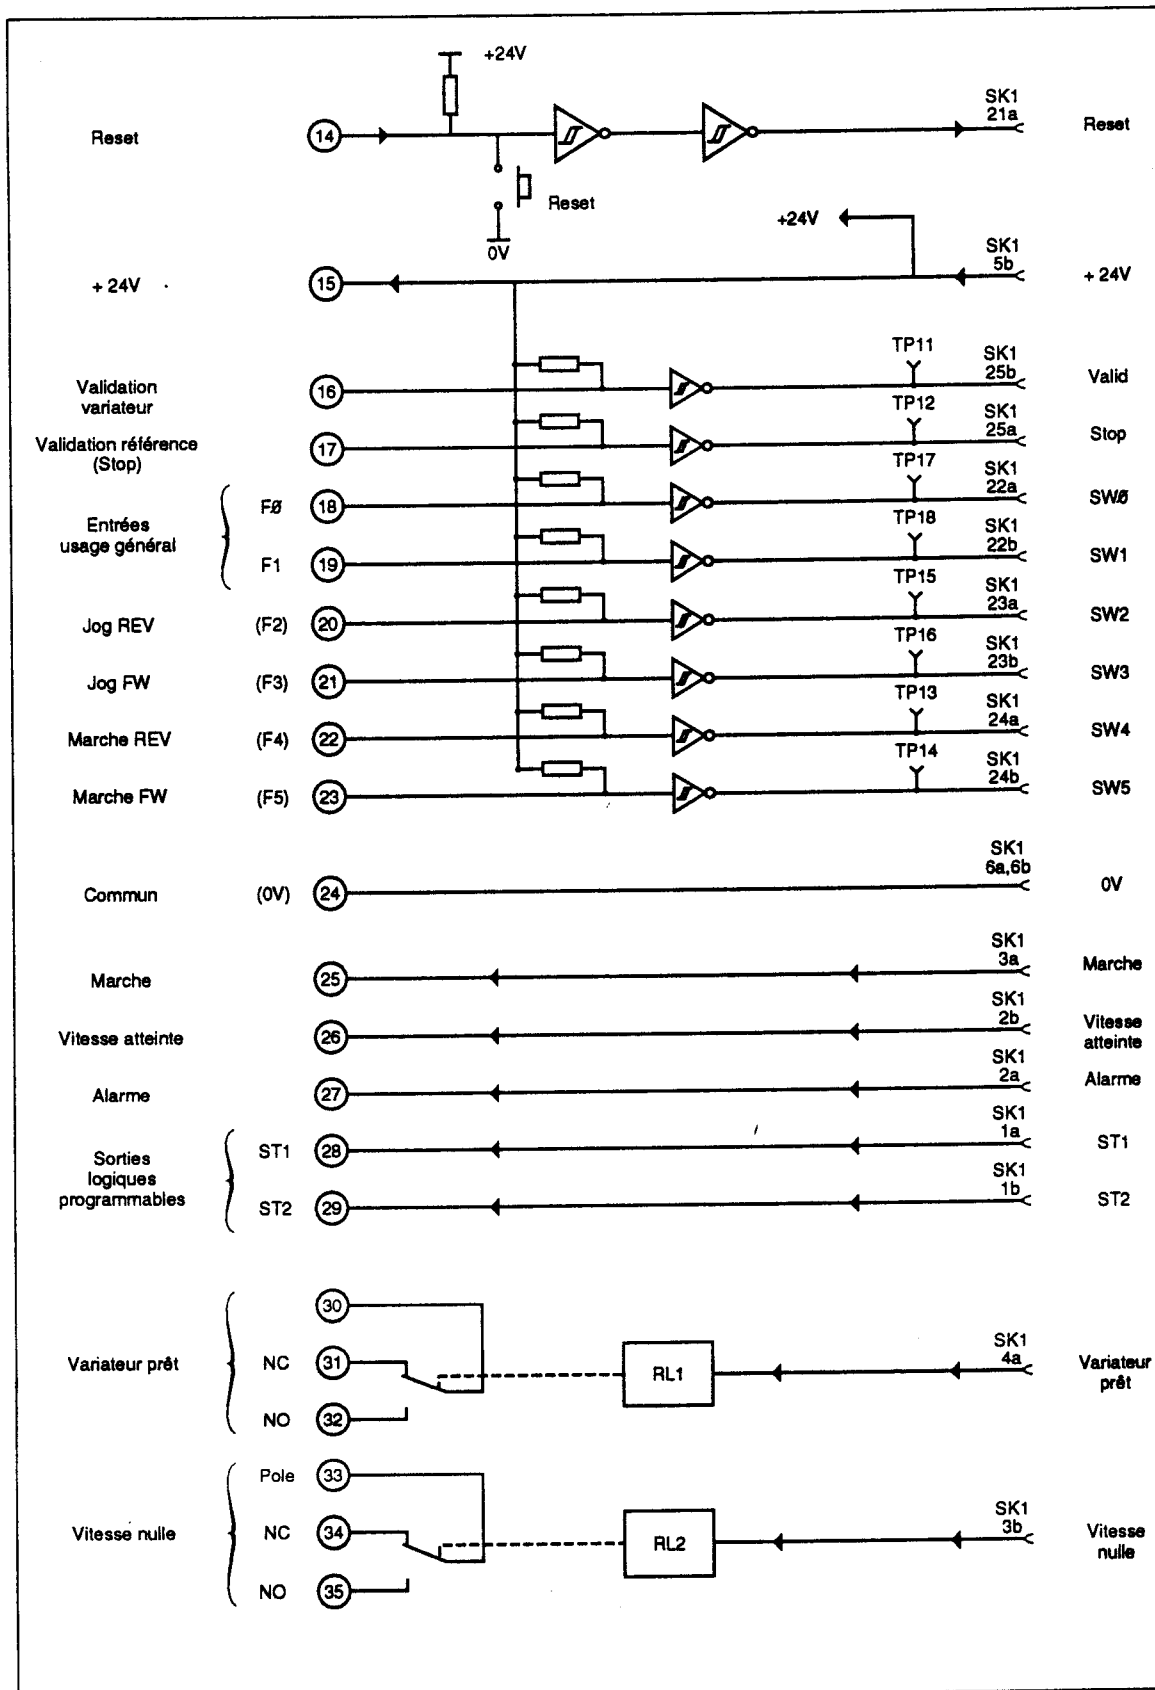 +24V
Reset
14
SK1
21a
Reset
Reset
0V
+24V
+ 24V
15
SK1
5b
+ 24V
Validation
variateur
16
TP11
SK1
25b
Valid
Validation référence
(Stop)
17
TP12
SK1
25a
Stop
Entrées
usage général
FØ
18
TP17
SK1
22a
SWØ
F1
19
TP18
SK1
22b
SW1
Jog REV
(F2)
20
TP15
SK1
23a
SW2
Jog FW
(F3)
21
TP16
SK1
23b
SW3
Marche REV
(F4)
22
TP13
SK1
24a
SW4
Marche FW
(F5)
23
TP14
SK1
24b
SW5
Commun
(0V)
24
SK1
6a,6b
0V
Marche
25
SK1
3a
Marche
Vitesse atteinte
26
SK1
2b
Vitesse
atteinte
Alarme
27
SK1
2a
Alarme
Sorties
logiques
programmables
ST1
28
SK1
1a
ST1
ST2
29
SK1
1b
ST2
Variateur prêt
30
NC
31
NO
32
RL1
SK1
4a
Variateur
prêt
Vitesse nulle
Pole
33
NC
34
NO
35
RL2
SK1
3b
Vitesse
nulle